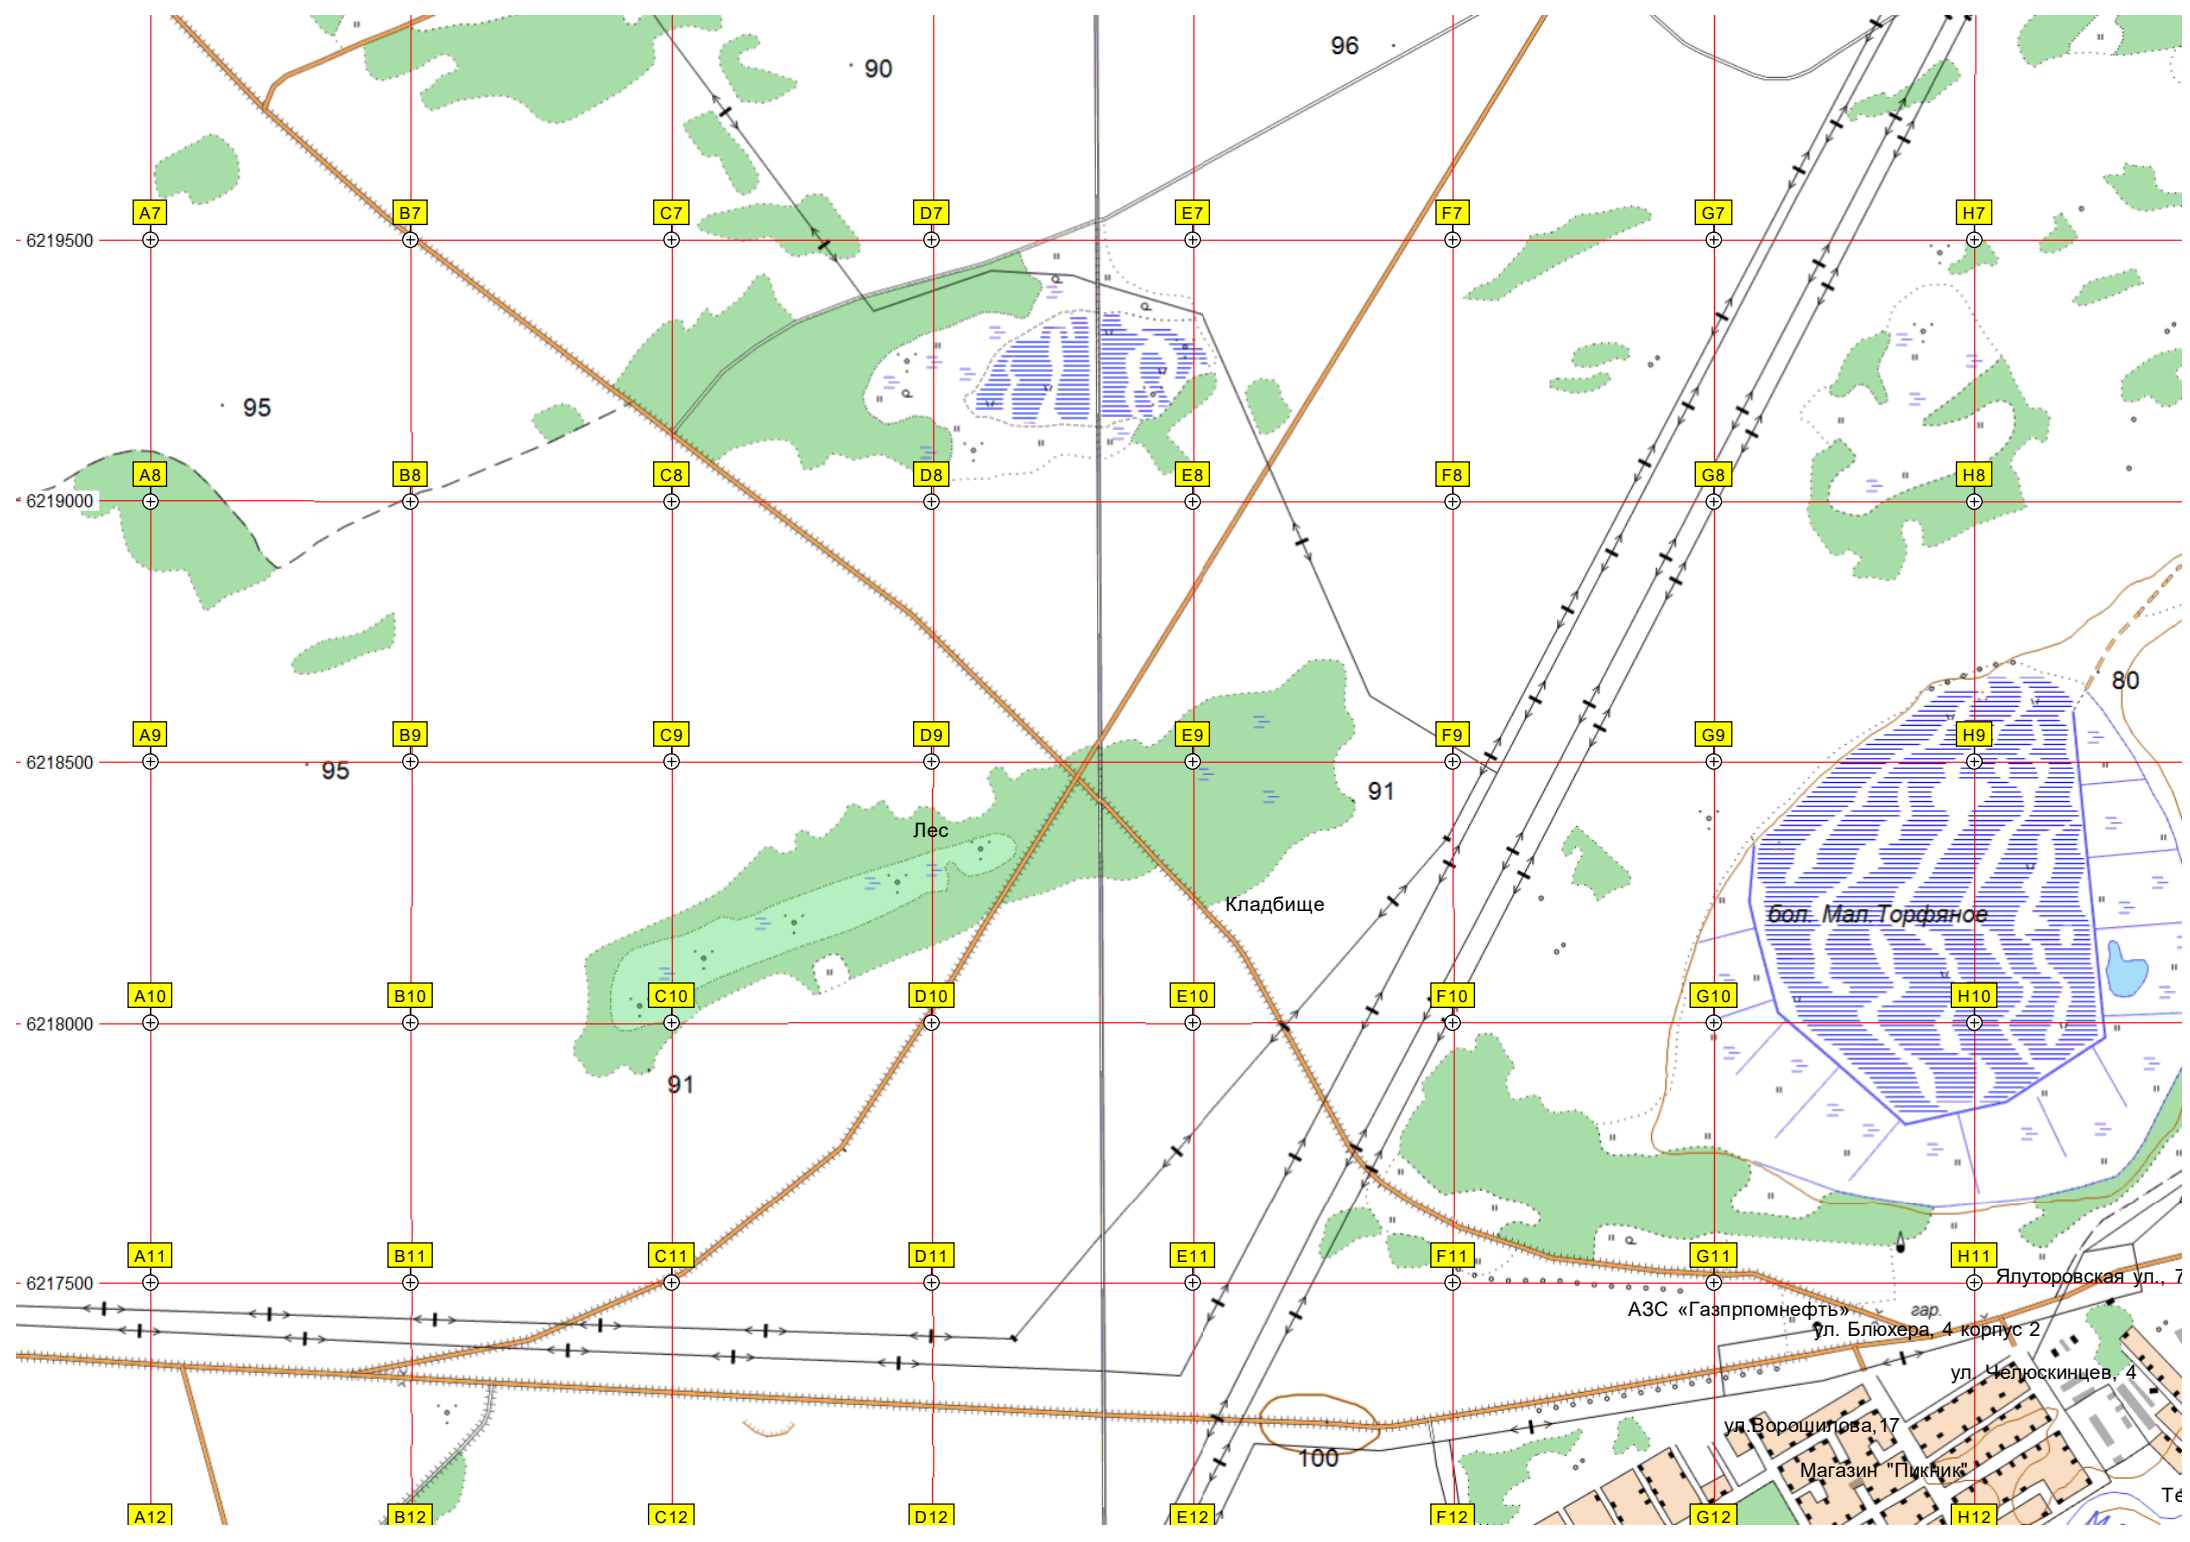 96
90
A7 B7 C7 D7 E7 F7 G7 H7
6219500
95
A8 B8 C8 D8 E8 F8 G8 H8
6219000
80
A9 B9 C9 D9 E9 F9 G9 H9
6218500
95
91
Лес
Кладбище
бол. Мал.Торфяное
A10 B10 C10 D10 E10 F10 G10 H10
6218000
91
A11 B11 C11 D11 E11 F11 G11 H11
6217500
Ялуторовская ул., 7
АЗС «Газпрпомнефть»
гар.
ул. Блюхера, 4 корпус 2
ул. Челюскинцев, 4
ул.Ворошилова,17
100
Магазин "Пикник"
A12 B12 C12 D12 E12 F12 G12 H12